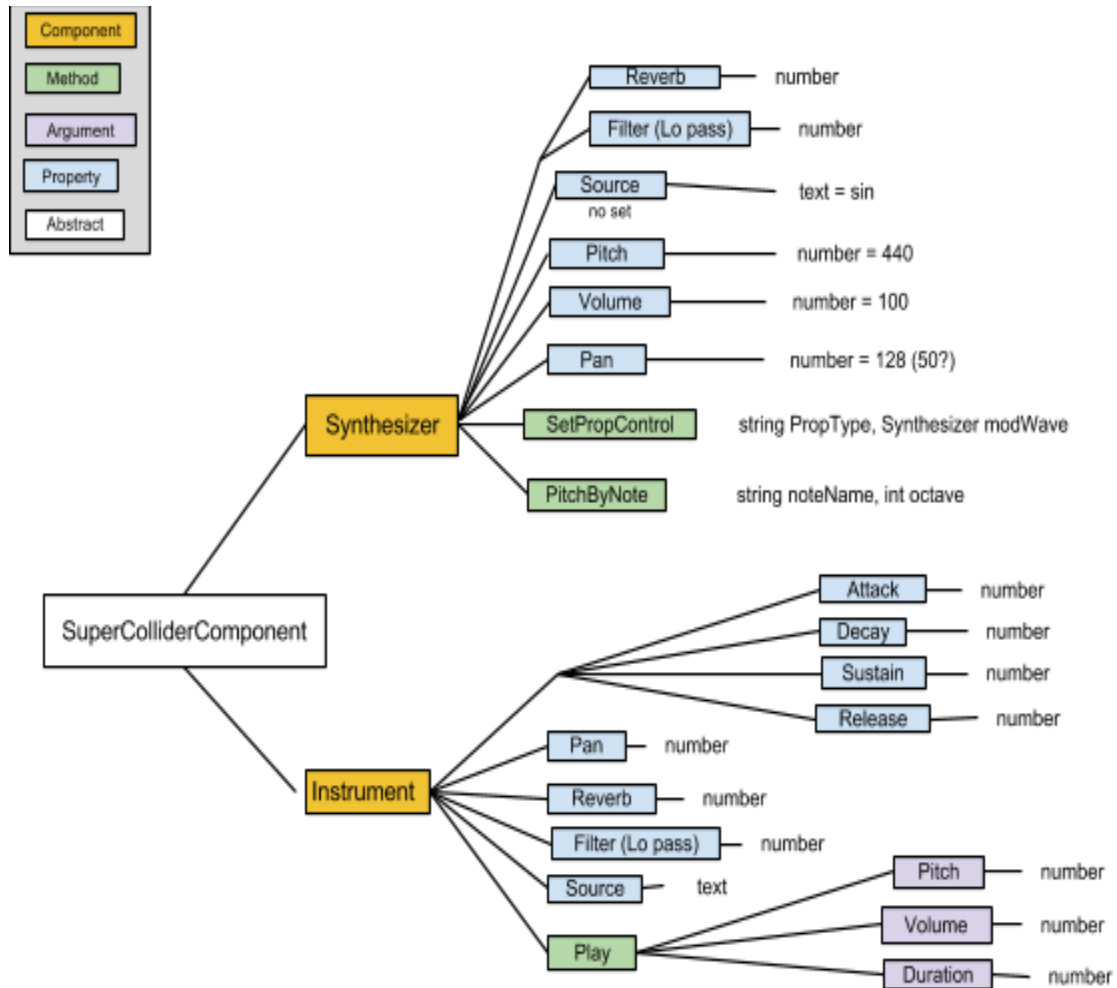 Component
Method
Argument
Property
Abstract
Reverb number
Filter (Lo pass) number
Source text = sin
no set
Pitch number = 440
Volume number = 100
Pan number = 128 (50?)
Synthesizer
SetPropControl string PropType, Synthesizer modWave
PitchByNote string noteName, int octave
SuperColliderComponent
Attack number
Decay number
Sustain number
Release number
Pan number
Instrument
Reverb number
Filter (Lo pass) number
Source text
Play
Pitch number
Volume number
Duration number